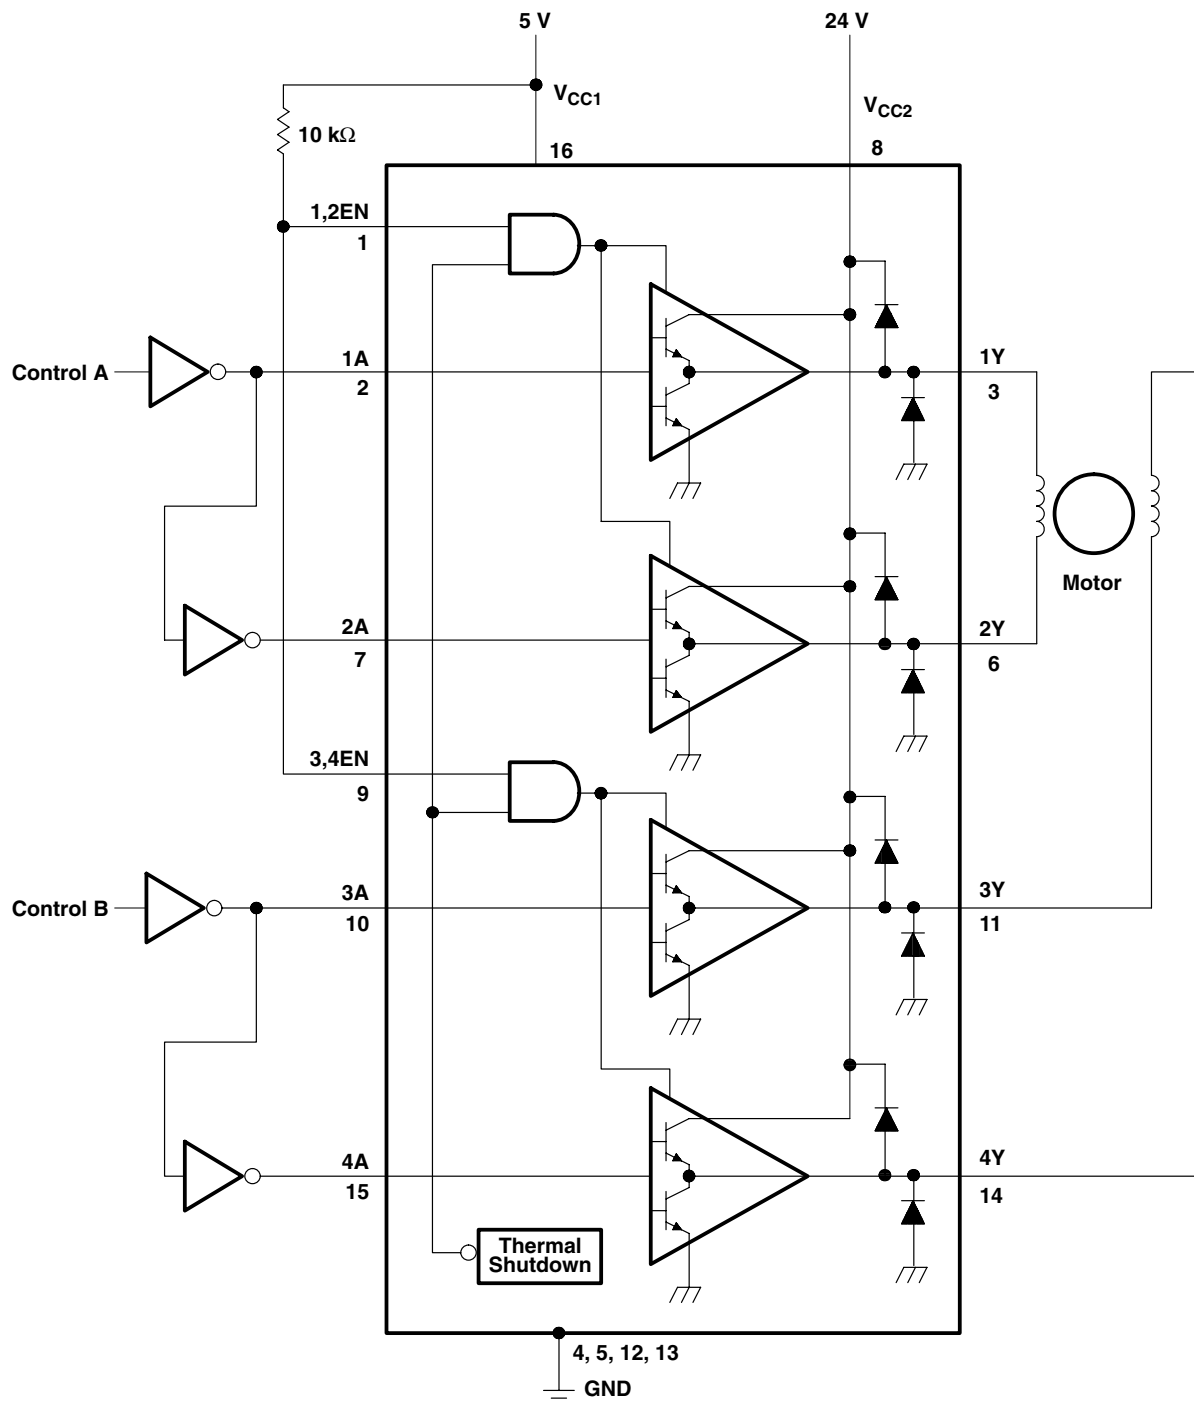 5 V
24 V
VCC1
VCC2
10 kΩ
16
8
1,2EN
1
Control A
1A
2
1Y
3
Motor
2A
7
2Y
6
3,4EN
9
Control B
3A
10
3Y
11
4A
15
4Y
14
Thermal
Shutdown
4, 5, 12, 13
GND